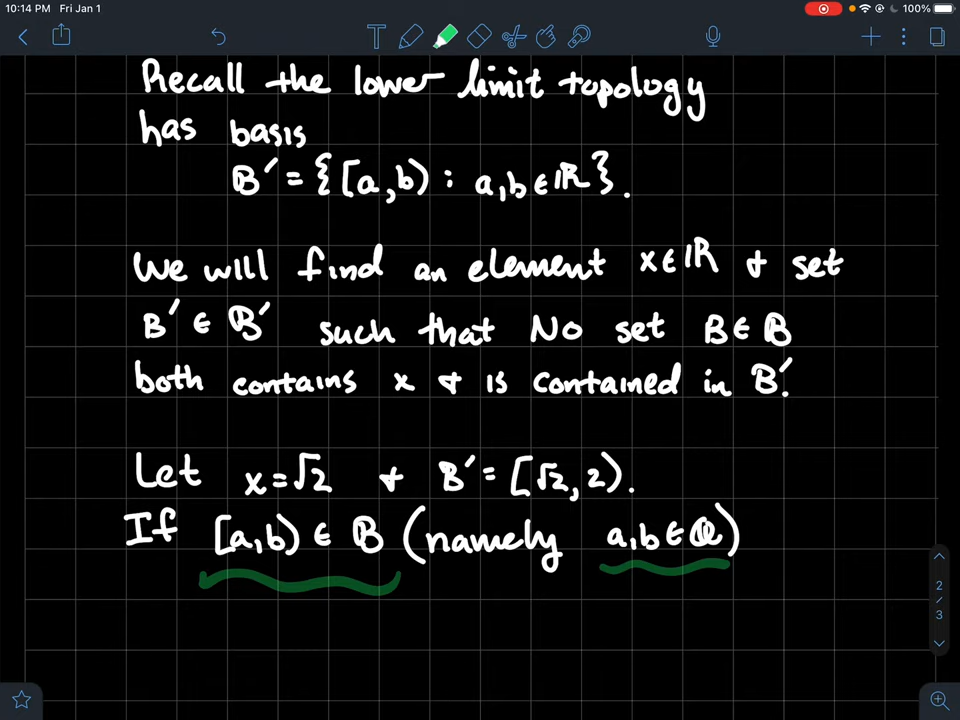 10:14 PM Fri Jan 1
100%
Recall the lower limit topology
has basis
B' = {[a,b) : a,b ∈ ℝ}.
We will find an element x ∈ ℝ & set
B' ∈ B' such that No set B ∈ B
both contains x & is contained in B'.
Let x = √2 & B' = [√2, 2).
If [a,b) ∈ B (namely a,b ∈ ℚ)
2
/
3